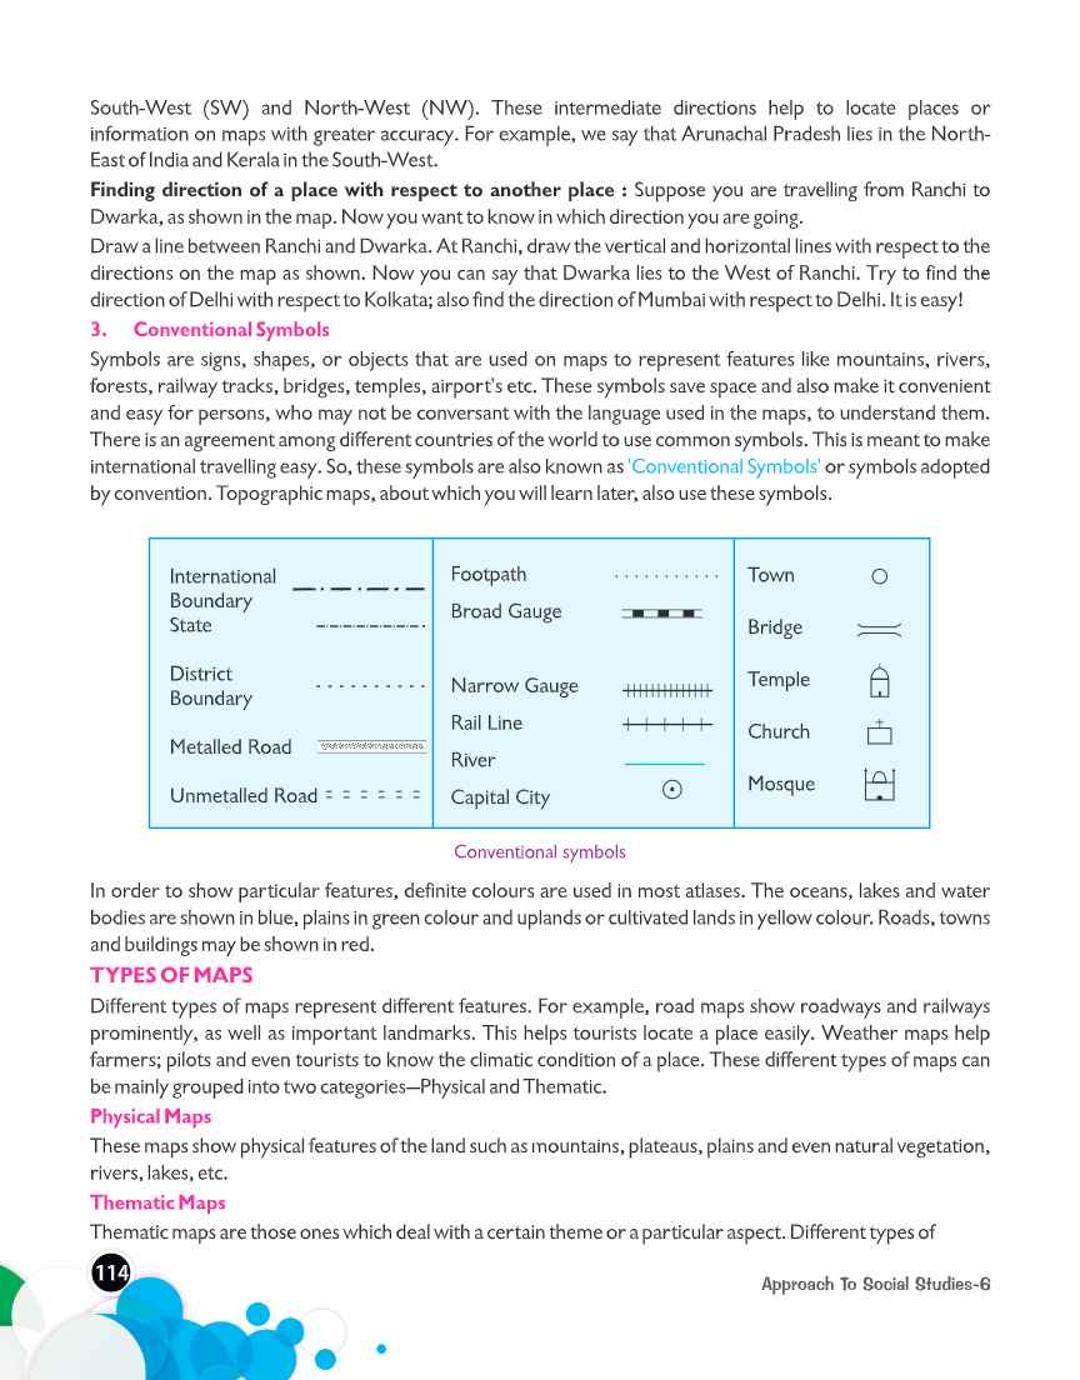 South-West (SW) and North-West (NW). These intermediate directions help to locate places or
information on maps with greater accuracy. For example, we say that Arunachal Pradesh lies in the North-
East of India and Kerala in the South-West.
Finding direction of a place with respect to another place : Suppose you are travelling from Ranchi to
Dwarka, as shown in the map. Now you want to know in which direction you are going.
Draw a line between Ranchi and Dwarka. At Ranchi, draw the vertical and horizontal lines with respect to the
directions on the map as shown. Now you can say that Dwarka lies to the West of Ranchi. Try to find the
direction of Delhi with respect to Kolkata; also find the direction of Mumbai with respect to Delhi. It is easy!
3. Conventional Symbols
Symbols are signs, shapes, or objects that are used on maps to represent features like mountains, rivers,
forests, railway tracks, bridges, temples, airport's etc. These symbols save space and also make it convenient
and easy for persons, who may not be conversant with the language used in the maps, to understand them.
There is an agreement among different countries of the world to use common symbols. This is meant to make
international travelling easy. So, these symbols are also known as 'Conventional Symbols' or symbols adopted
by convention. Topographic maps, about which you will learn later, also use these symbols.
International
Boundary
State
District
Boundary
Metalled Road
Unmetalled Road
Footpath
Broad Gauge
Narrow Gauge
Rail Line
River
Capital City
Town
Bridge
Temple
Church
Mosque
Conventional symbols
In order to show particular features, definite colours are used in most atlases. The oceans, lakes and water
bodies are shown in blue, plains in green colour and uplands or cultivated lands in yellow colour. Roads, towns
and buildings may be shown in red.
TYPES OF MAPS
Different types of maps represent different features. For example, road maps show roadways and railways
prominently, as well as important landmarks. This helps tourists locate a place easily. Weather maps help
farmers; pilots and even tourists to know the climatic condition of a place. These different types of maps can
be mainly grouped into two categories—Physical and Thematic.
Physical Maps
These maps show physical features of the land such as mountains, plateaus, plains and even natural vegetation,
rivers, lakes, etc.
Thematic Maps
Thematic maps are those ones which deal with a certain theme or a particular aspect. Different types of
114
Approach To Social Studies-6